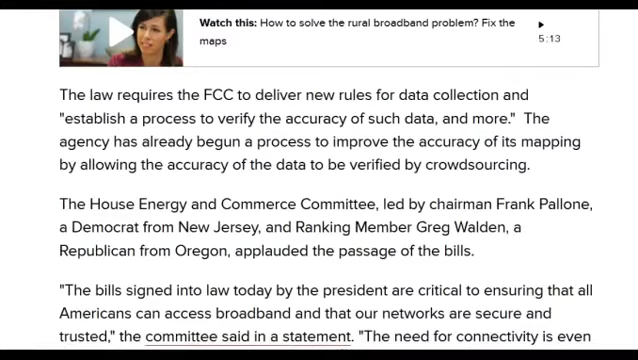 Watch this: How to solve the rural broadband problem? Fix the
maps
5:13
The law requires the FCC to deliver new rules for data collection and
"establish a process to verify the accuracy of such data, and more." The
agency has already begun a process to improve the accuracy of its mapping
by allowing the accuracy of the data to be verified by crowdsourcing.
The House Energy and Commerce Committee, led by chairman Frank Pallone,
a Democrat from New Jersey, and Ranking Member Greg Walden, a
Republican from Oregon, applauded the passage of the bills.
"The bills signed into law today by the president are critical to ensuring that all
Americans can access broadband and that our networks are secure and
trusted," the committee said in a statement. "The need for connectivity is even